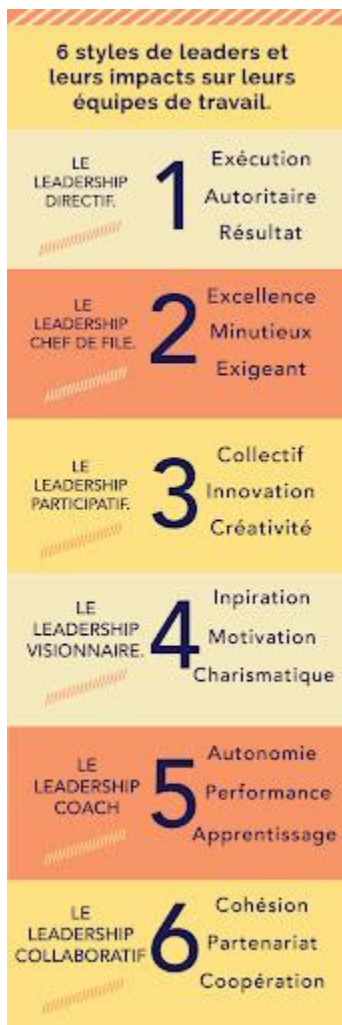 6 styles de leaders et
leurs impacts sur leurs
équipes de travail.
LE
LEADERSHIP
DIRECTIF.
1
Exécution
Autoritaire
Résultat
LE
LEADERSHIP
CHEF DE FILE.
2
Excellence
Minutieux
Exigeant
LE
LEADERSHIP
PARTICIPATIF.
3
Collectif
Innovation
Créativité
LE
LEADERSHIP
VISIONNAIRE.
4
Inpiration
Motivation
Charismatique
LE
LEADERSHIP
COACH
5
Autonomie
Performance
Apprentissage
LE
LEADERSHIP
COLLABORATIF
6
Cohésion
Partenariat
Coopération